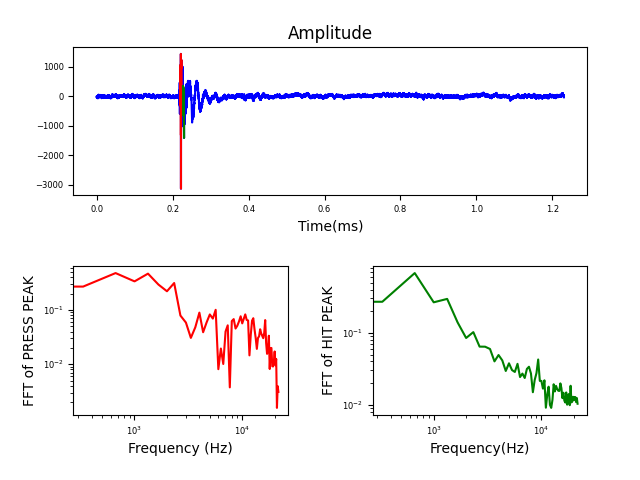 Amplitude
1000
0
−1000
−2000
−3000
0.0 0.2 0.4 0.6 0.8 1.0 1.2
Time(ms)
FFT of PRESS PEAK
10⁻¹
10⁻²
10³ 10⁴
Frequency (Hz)
FFT of HIT PEAK
10⁻¹
10⁻²
10³ 10⁴
Frequency(Hz)